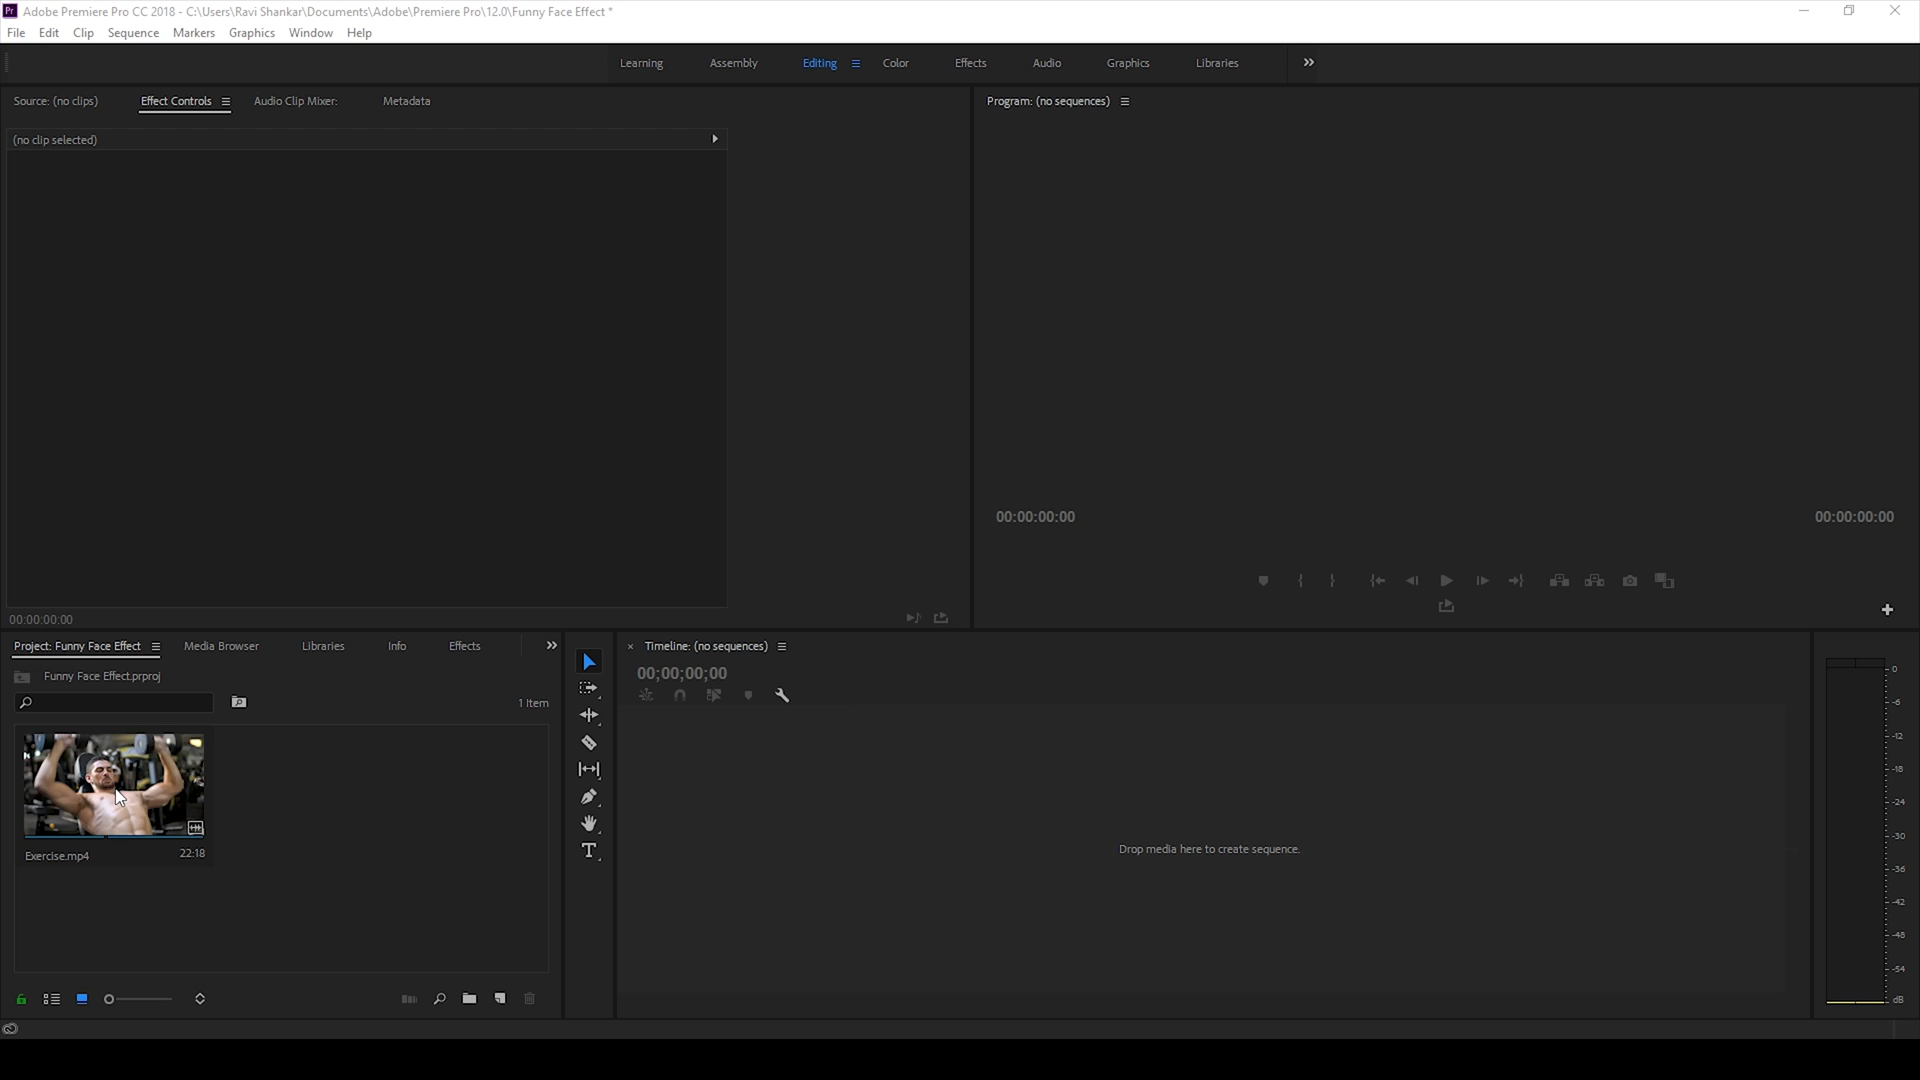 Pr Adobe Premiere Pro CC 2018 - C:\Users\Ravi Shankar\Documents\Adobe\Premiere Pro\12.0\Funny Face Effect *
File Edit Clip Sequence Markers Graphics Window Help
Learning Assembly Editing Color Effects Audio Graphics Libraries
Source: (no clips) Effect Controls Audio Clip Mixer: Metadata
Program: (no sequences)
(no clip selected)
00:00:00:00 00:00:00:00
00:00:00:00
Project: Funny Face Effect Media Browser Libraries Info Effects
Funny Face Effect.prproj
1 Item
Exercise.mp4 22:18
Timeline: (no sequences)
00;00;00;00
Drop media here to create sequence.
0
-6
-12
-18
-24
-30
-36
-42
-48
-54
dB